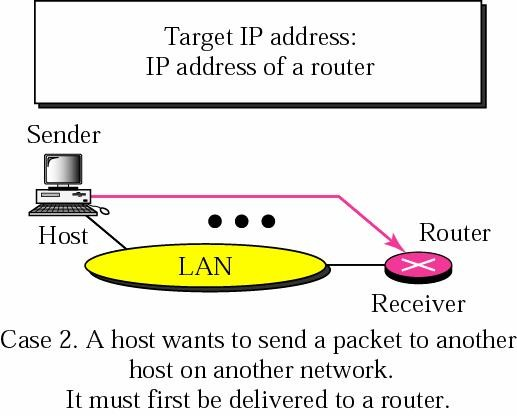 Target IP address:
IP address of a router
Sender
Host
LAN
Router
Receiver
Case 2. A host wants to send a packet to another
host on another network.
It must first be delivered to a router.